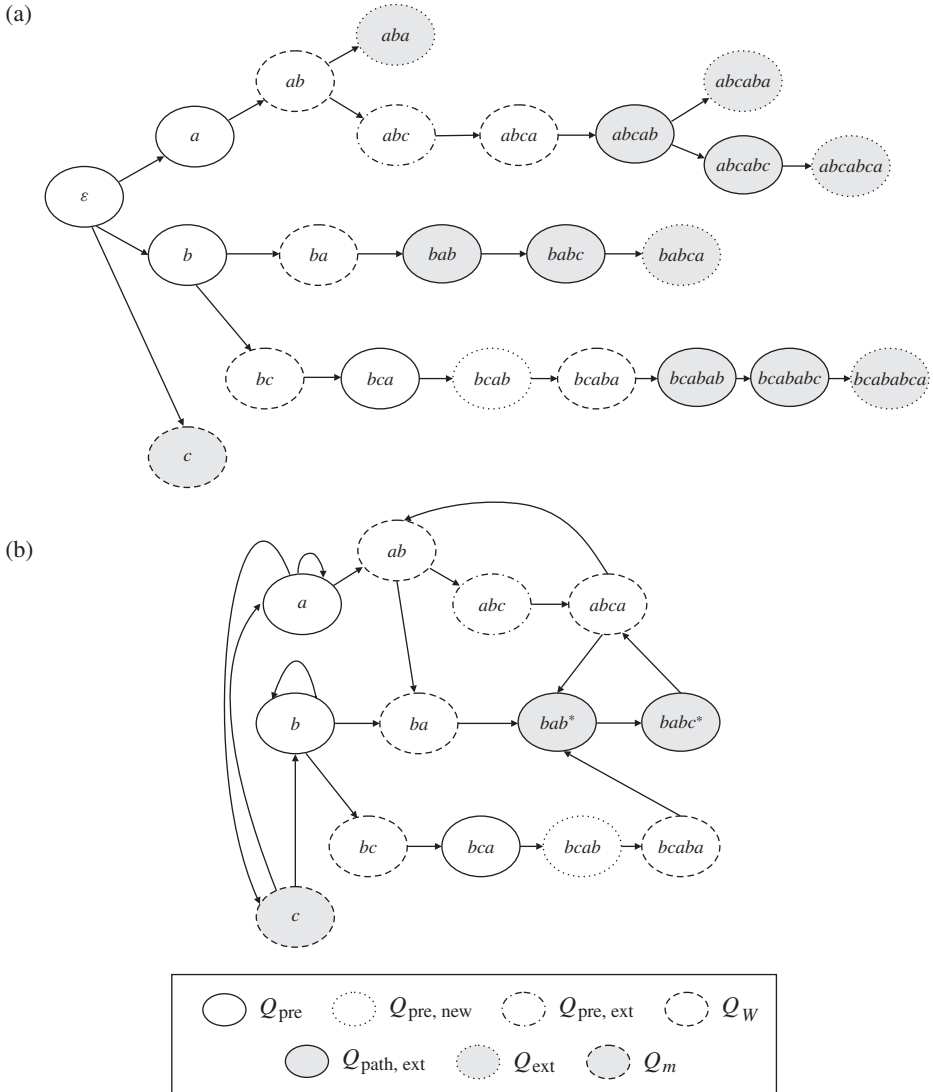 (a)
aba
ab
abcaba
abc
abca
abcab
a
abcabc
abcabca
ε
b
ba
bab
babc
babca
bc
bca
bcab
bcaba
bcabab
bcababc
bcababca
c
(b)
ab
a
abc
abca
b
ba
bab*
babc*
bc
bca
bcab
bcaba
c
Qpre Qpre, new Qpre, ext QW
Qpath, ext Qext Qm